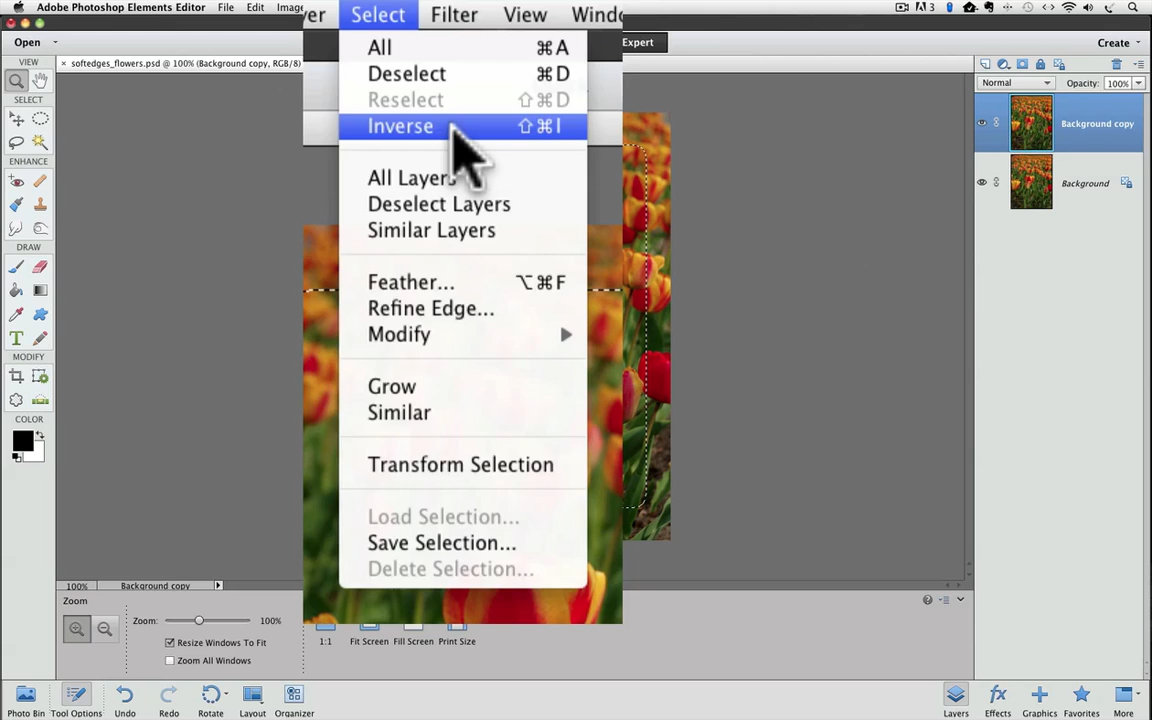 Adobe Photoshop Elements Editor File Edit Image
ver Select Filter View Windo
3
Open Expert Create
VIEW
softedges_flowers.psd @ 100% (Background copy, RGB/8)
Normal Opacity: 100%
Background copy
Background
SELECT
ENHANCE
DRAW
MODIFY
COLOR
All ⌘A
Deselect ⌘D
Reselect ⇧⌘D
Inverse ⇧⌘I
All Layers
Deselect Layers
Similar Layers
Feather... ⌥⌘F
Refine Edge...
Modify
Grow
Similar
Transform Selection
Load Selection...
Save Selection...
Delete Selection...
100% Background copy
Zoom
Zoom: 100%
Resize Windows To Fit
Zoom All Windows
1:1 Fit Screen Fill Screen Print Size
Photo Bin Tool Options Undo Redo Rotate Layout Organizer
Layers Effects Graphics Favorites More